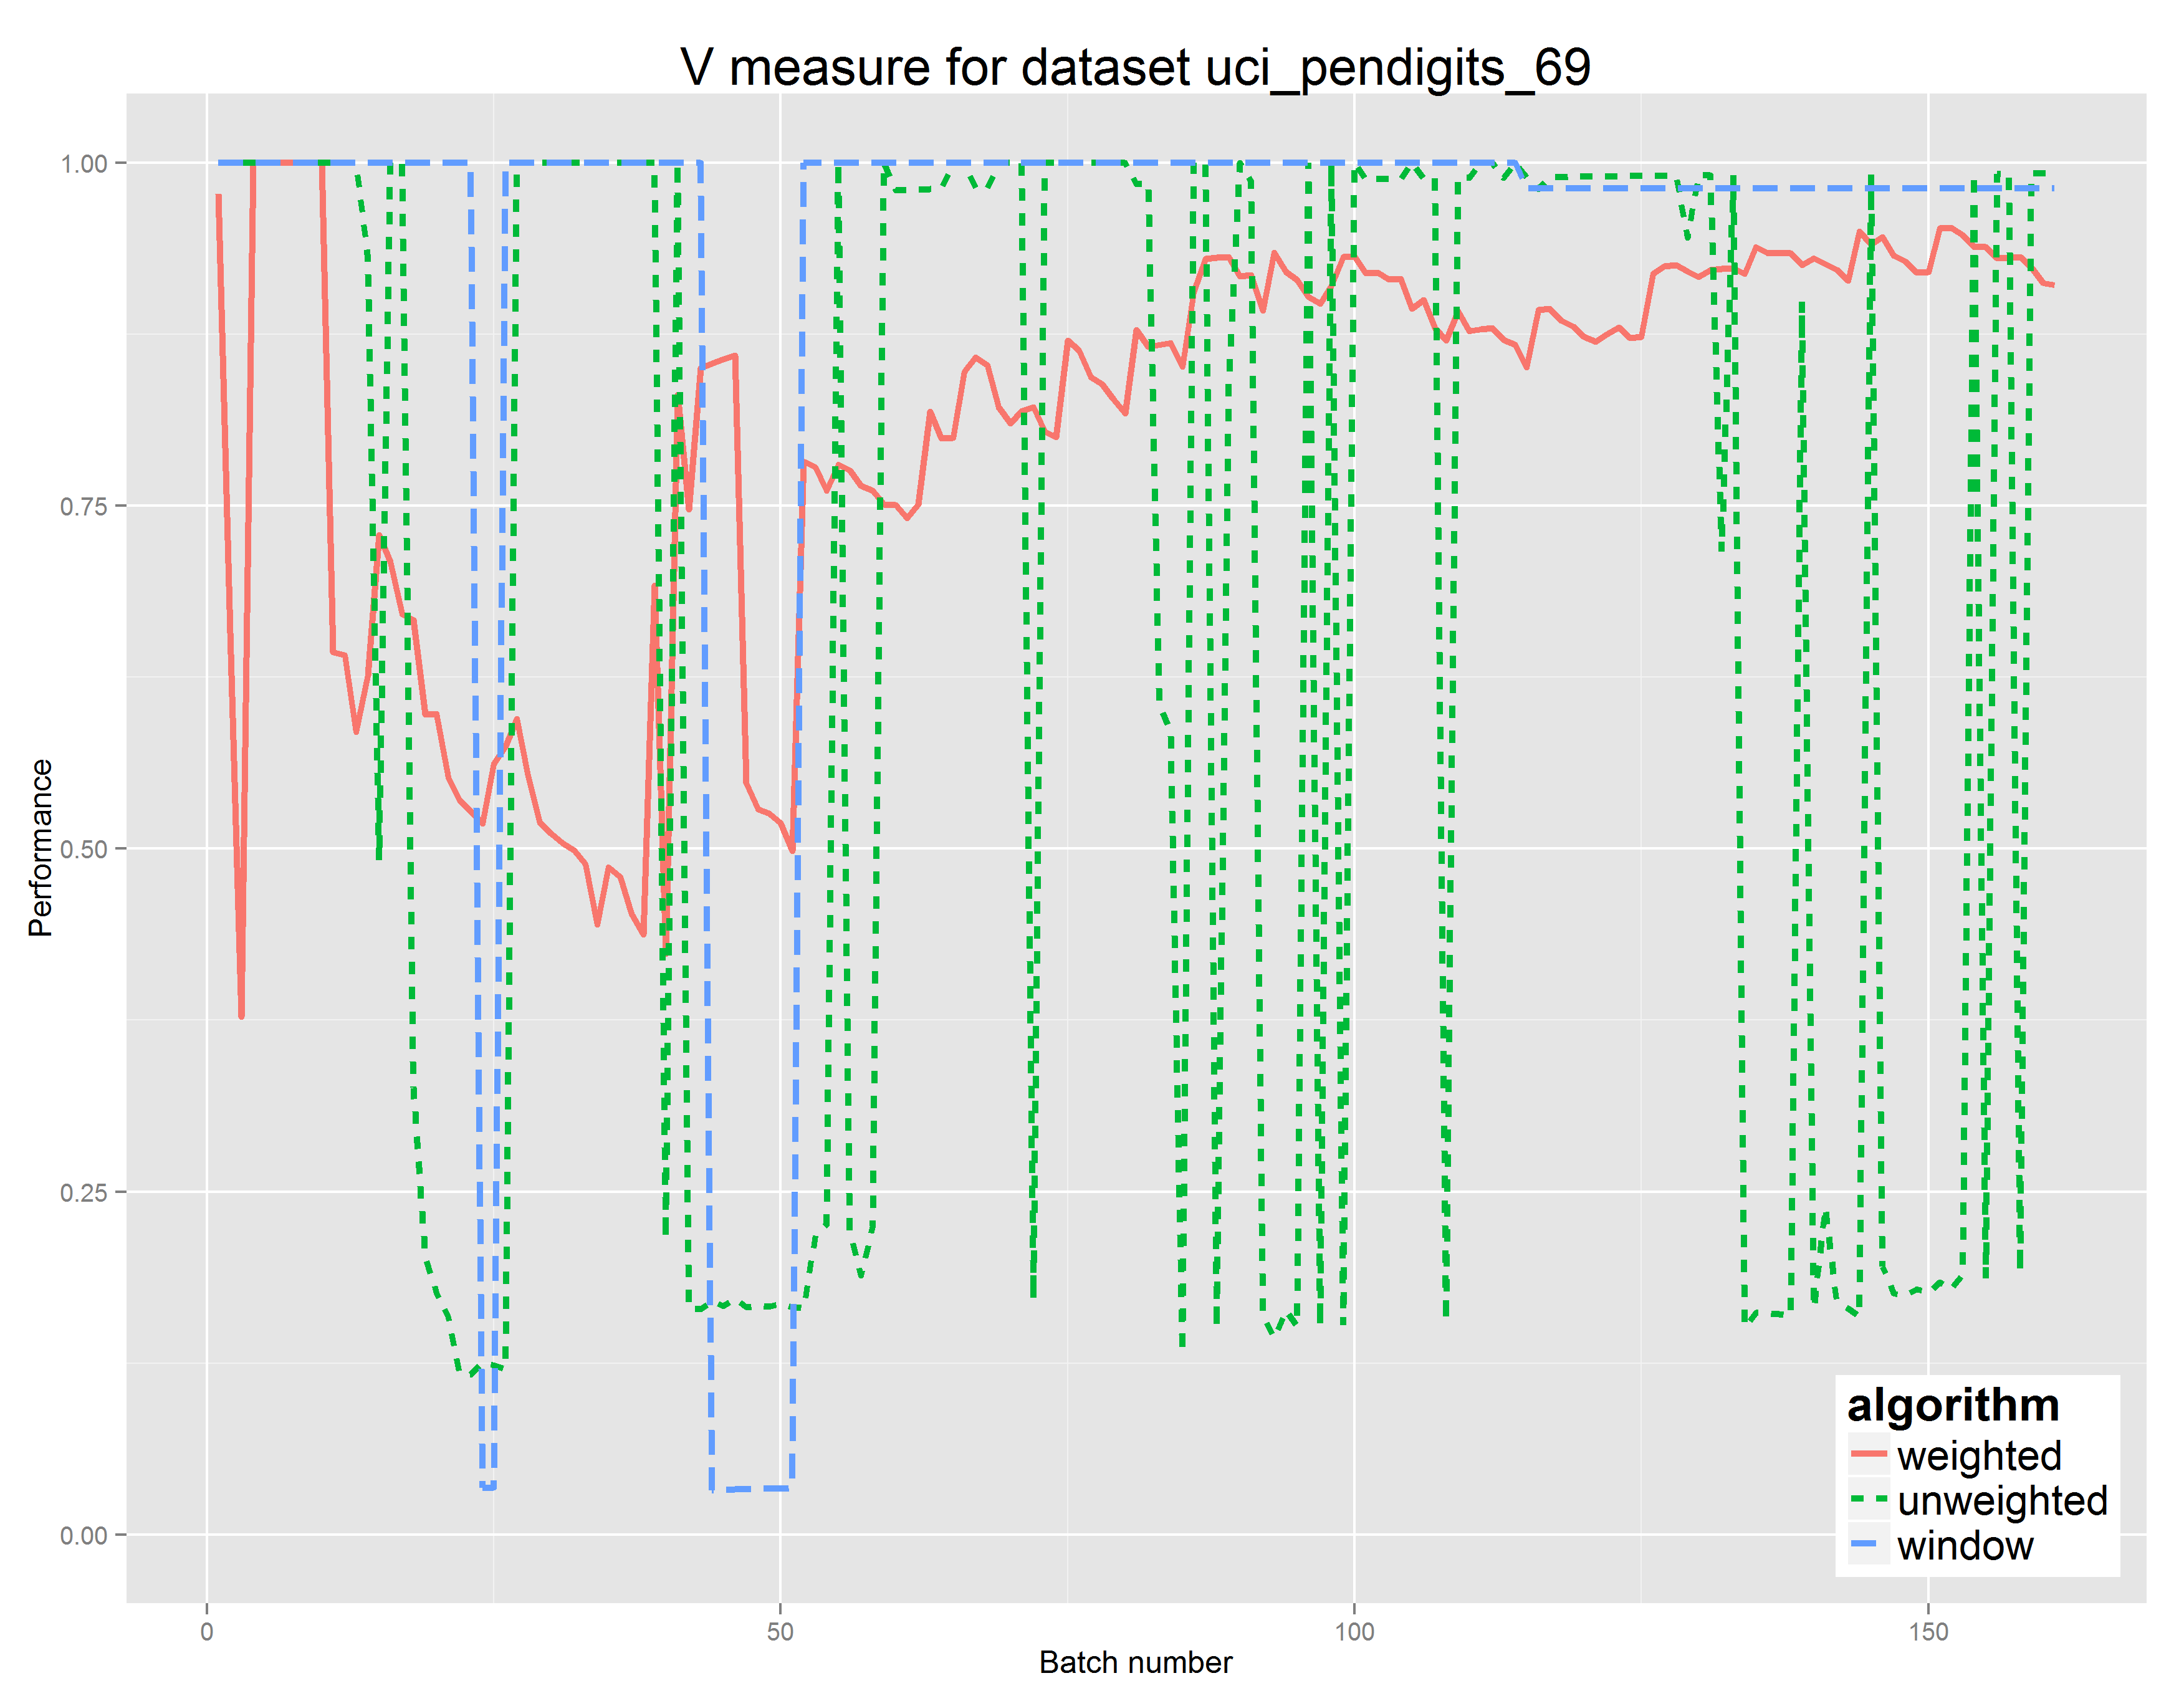 V measure for dataset uci_pendigits_69
Performance
1.00
0.75
0.50
0.25
0.00
0
50
100
150
Batch number
algorithm
weighted
unweighted
window